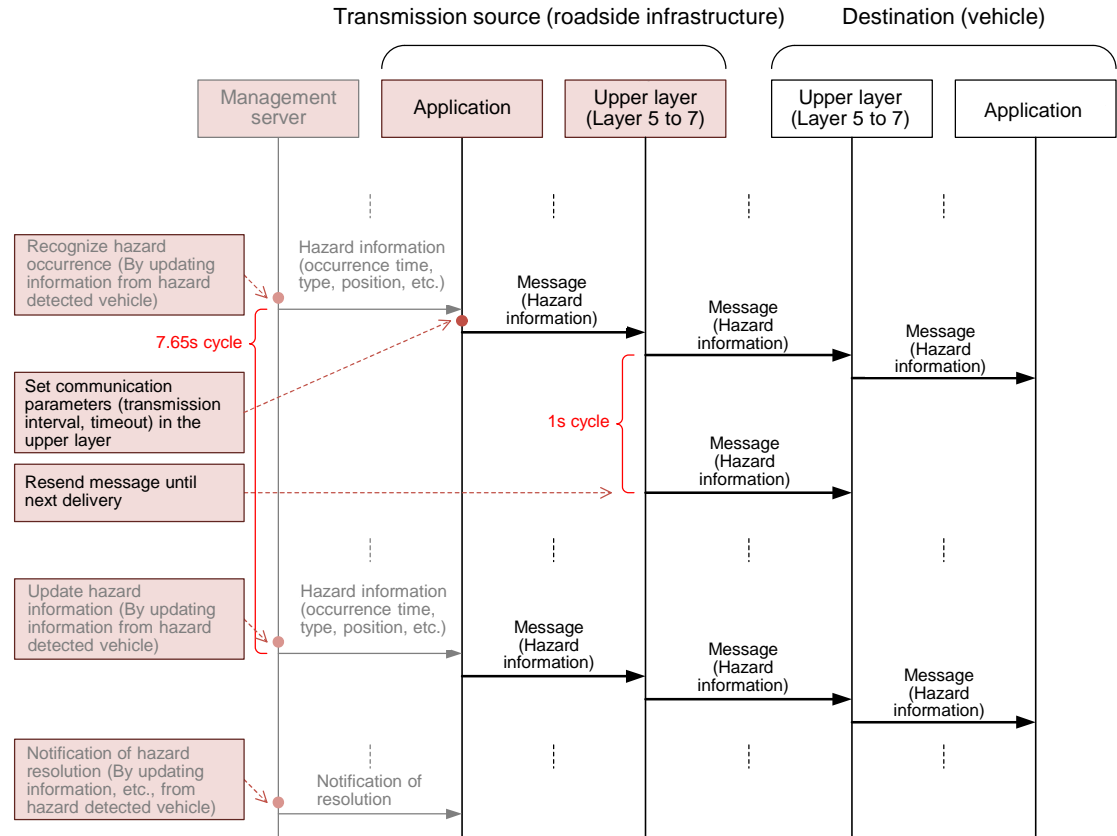 Transmission source (roadside infrastructure)
Destination (vehicle)
Management
server
Application
Upper layer
(Layer 5 to 7)
Upper layer
(Layer 5 to 7)
Application
Recognize hazard
occurrence (By updating
information from hazard
detected vehicle)
Hazard information
(occurrence time,
type, position, etc.)
Message
(Hazard
information)
Message
(Hazard
information)
Message
(Hazard
information)
7.65s cycle
Set communication
parameters (transmission
interval, timeout) in the
upper layer
1s cycle
Message
(Hazard
information)
Resend message until
next delivery
Update hazard
information (By updating
information from hazard
detected vehicle)
Hazard information
(occurrence time,
type, position, etc.)
Message
(Hazard
information)
Message
(Hazard
information)
Message
(Hazard
information)
Notification of hazard
resolution (By updating
information, etc., from
hazard detected vehicle)
Notification of
resolution